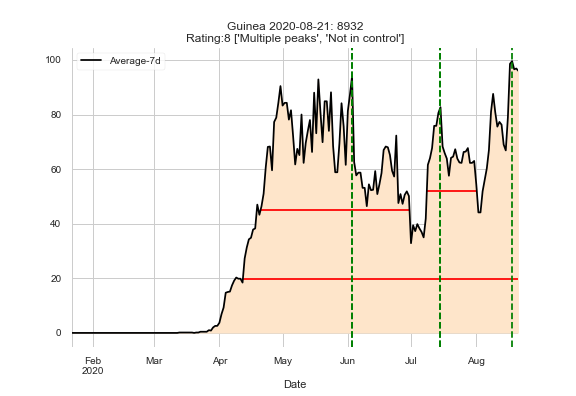 Guinea 2020-08-21: 8932
Rating:8 ['Multiple peaks', 'Not in control']
Average-7d
100
80
60
40
20
0
Feb Mar Apr May Jun Jul Aug
2020
Date